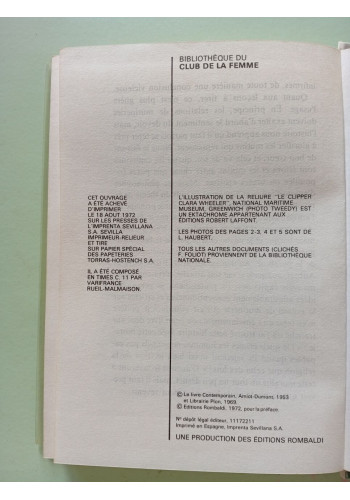 BIBLIOTHÈQUE DU
CLUB DE LA FEMME
CET OUVRAGE
A ÉTÉ ACHEVÉ
D'IMPRIMER
LE 18 AOUT 1972
SUR LES PRESSES DE
L'IMPRENTA SEVILLANA
S.A. SEVILLA
IMPRIMEUR-RELIEUR
ET TIRÉ
SUR PAPIER SPÉCIAL
DES PAPETERIES
TORRAS-HOSTENCH S.A.
IL A ÉTÉ COMPOSÉ
EN TIMES C. 11 PAR
VARIFRANCE
RUEIL-MALMAISON.
L'ILLUSTRATION DE LA RELIURE "LE CLIPPER
CLARA WHEELER", NATIONAL MARITIME
MUSEUM, GREENWICH (PHOTO TWEEDY) EST
UN EKTACHROME APPARTENANT AUX
ÉDITIONS ROBERT LAFFONT.
LES PHOTOS DES PAGES 2-3, 4 ET 5 SONT DE
L. HAUBERT.
TOUS LES AUTRES DOCUMENTS (CLICHÉS
F. FOLIOT) PROVIENNENT DE LA BIBLIOTHÈQUE
NATIONALE.
© Le livre Contemporain, Amiot-Dumont, 1953
et Librairie Plon, 1969.
© Éditions Rombaldi, 1972, pour la préface.
N° dépôt légal éditeur, 11172211
Imprimé en Espagne, Imprenta Sevillana S.A.
UNE PRODUCTION DES ÉDITIONS ROMBALDI